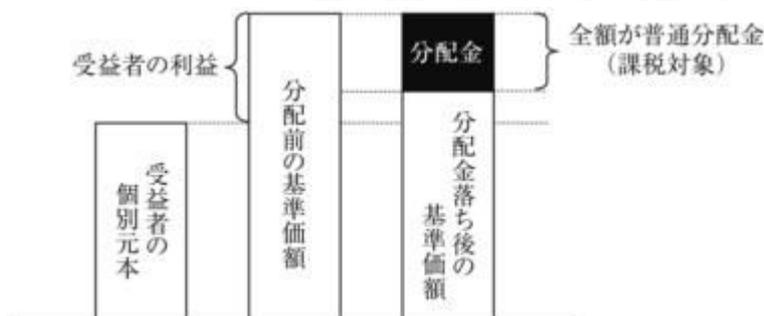 受益者の利益
分配金
全額が普通分配金
（課税対象）
受益者の
個別元本
分配前の基準価額
分配金落ち後の
基準価額